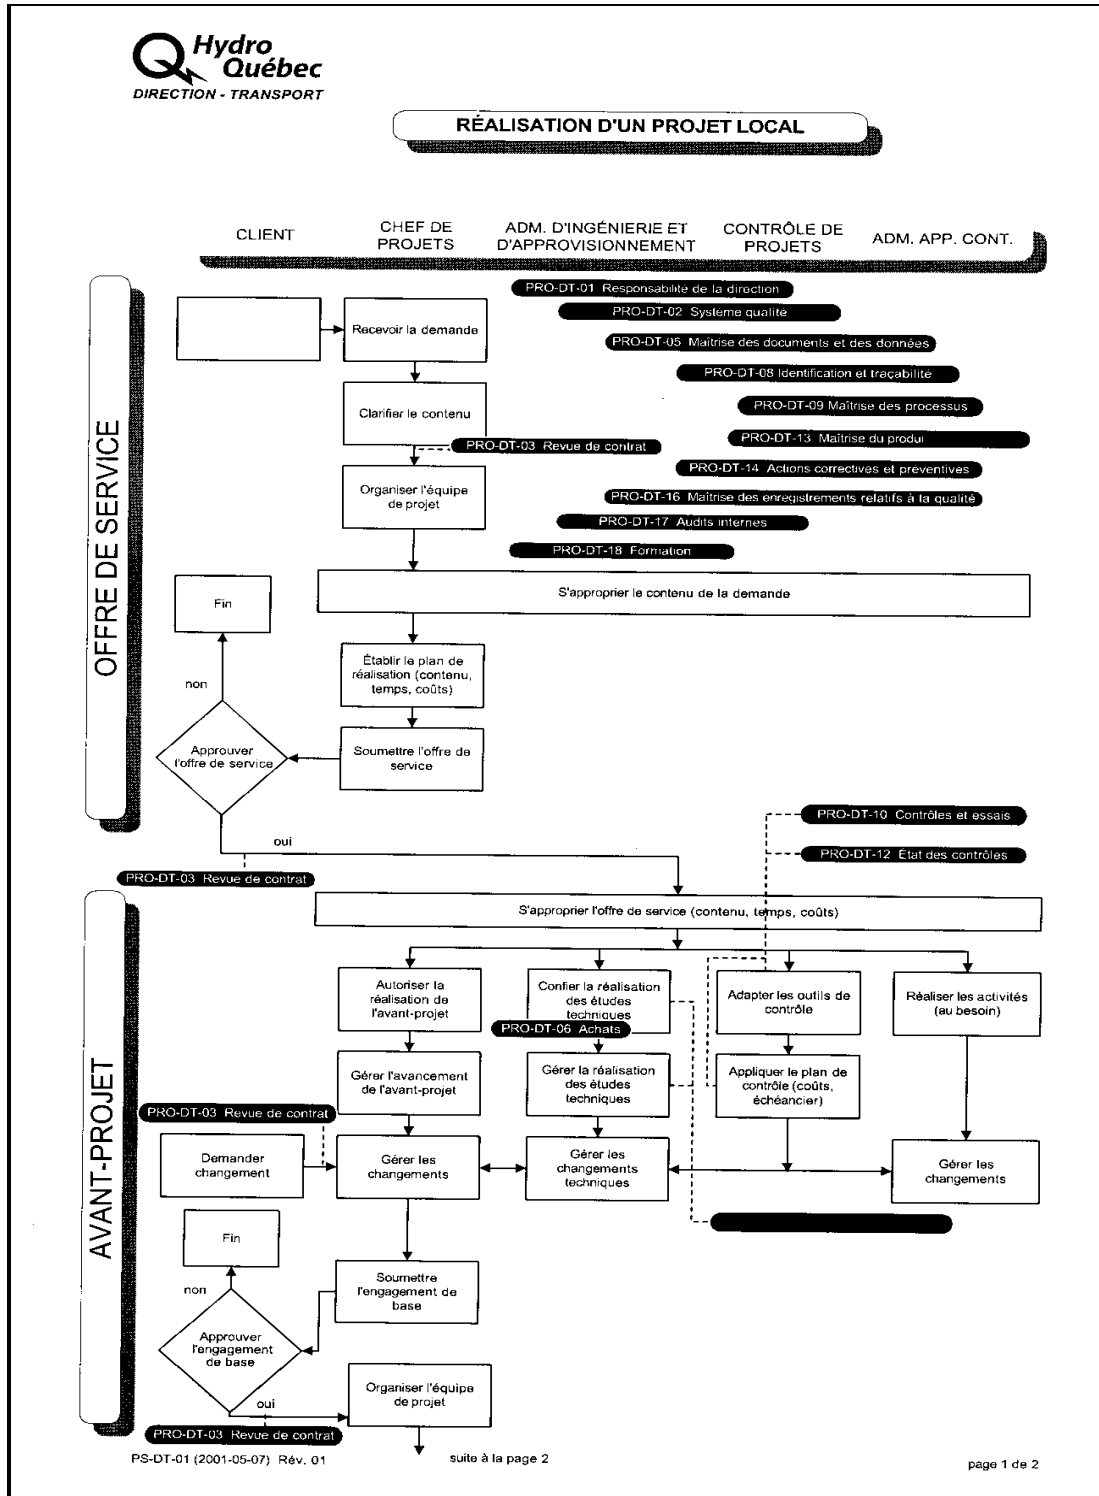 Hydro
Québec
DIRECTION - TRANSPORT
RÉALISATION D'UN PROJET LOCAL
CLIENT
CHEF DE
PROJETS
ADM. D'INGÉNIERIE ET
D'APPROVISIONNEMENT
CONTRÔLE DE
PROJETS
ADM. APP. CONT.
OFFRE DE SERVICE
PRO-DT-01 Responsabilité de la direction
PRO-DT-02 Système qualité
PRO-DT-05 Maîtrise des documents et des données
PRO-DT-08 Identification et traçabilité
PRO-DT-09 Maîtrise des processus
PRO-DT-13 Maîtrise du produi
PRO-DT-14 Actions correctives et préventives
PRO-DT-16 Maîtrise des enregistrements relatifs à la qualité
PRO-DT-17 Audits internes
PRO-DT-18 Formation
Recevoir la demande
Clarifier le contenu
PRO-DT-03 Revue de contrat
Organiser l'équipe
de projet
S'approprier le contenu de la demande
Fin
non
Établir le plan de
réalisation (contenu,
temps, coûts)
Approuver
l'offre de service
Soumettre l'offre de
service
oui
PRO-DT-03 Revue de contrat
PRO-DT-10 Contrôles et essais
PRO-DT-12 État des contrôles
AVANT-PROJET
S'approprier l'offre de service (contenu, temps, coûts)
Autoriser la
réalisation de
l'avant-projet
Confier la réalisation
des études
techniques
PRO-DT-06 Achats
Adapter les outils de
contrôle
Réaliser les activités
(au besoin)
Gérer l'avancement
de l'avant-projet
Gérer la réalisation
des études
techniques
Appliquer le plan de
contrôle (coûts,
échéancier)
PRO-DT-03 Revue de contrat
Demander
changement
Gérer les
changements
Gérer les
changements
techniques
Gérer les
changements
Fin
non
Soumettre
l'engagement de
base
Approuver
l'engagement
de base
oui
Organiser l'équipe
de projet
PRO-DT-03 Revue de contrat
PS-DT-01 (2001-05-07) Rév. 01
suite à la page 2
page 1 de 2